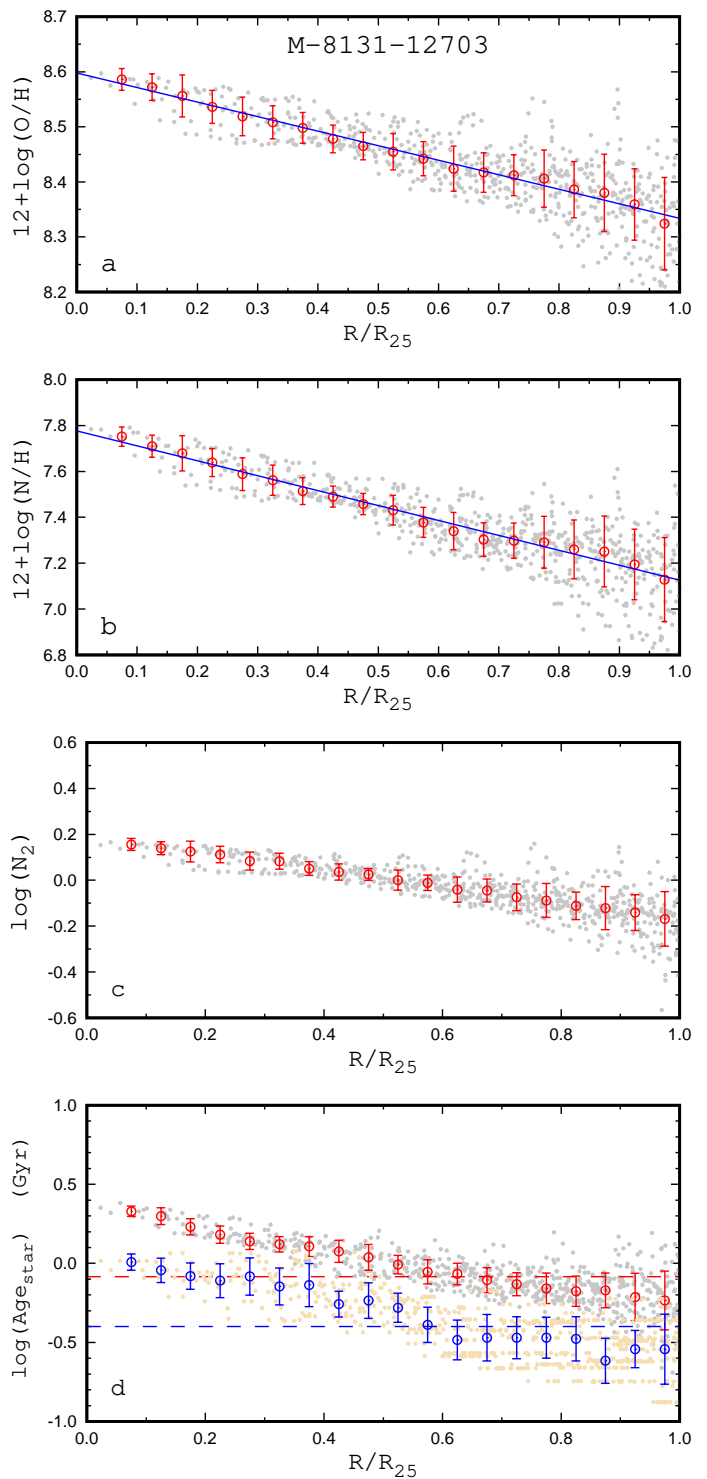 M-8131-12703
8.7
8.6
8.5
8.4
8.3
8.2
12+log(O/H)
a
0.0 0.1 0.2 0.3 0.4 0.5 0.6 0.7 0.8 0.9 1.0
R/R25
8.0
7.8
7.6
7.4
7.2
7.0
6.8
12+log(N/H)
b
0.0 0.1 0.2 0.3 0.4 0.5 0.6 0.7 0.8 0.9 1.0
R/R25
0.6
0.4
0.2
0.0
-0.2
-0.4
-0.6
log(N2)
c
0.0 0.2 0.4 0.6 0.8 1.0
R/R25
1.0
0.5
0.0
-0.5
-1.0
log(Agestar) (Gyr)
d
0.0 0.2 0.4 0.6 0.8 1.0
R/R25